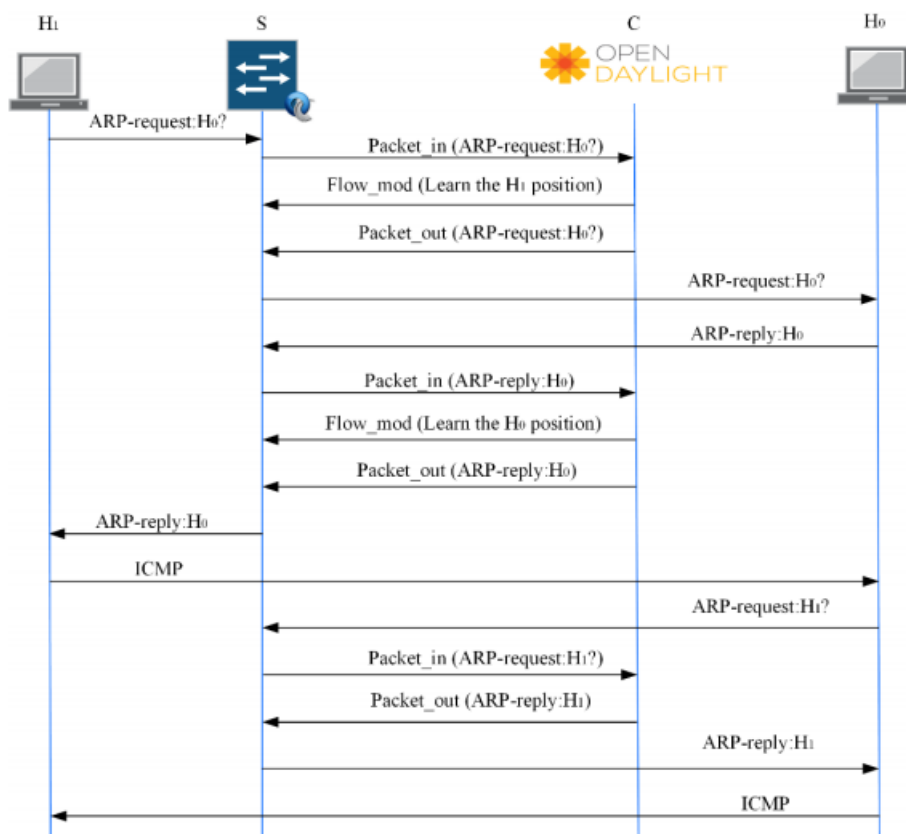 H₁ S C H₀
OPEN
DAYLIGHT
ARP-request:H₀?
Packet_in (ARP-request:H₀?)
Flow_mod (Learn the H₁ position)
Packet_out (ARP-request:H₀?)
ARP-request:H₀?
ARP-reply:H₀
Packet_in (ARP-reply:H₀)
Flow_mod (Learn the H₀ position)
Packet_out (ARP-reply:H₀)
ARP-reply:H₀
ICMP
ARP-request:H₁?
Packet_in (ARP-request:H₁?)
Packet_out (ARP-reply:H₁)
ARP-reply:H₁
ICMP